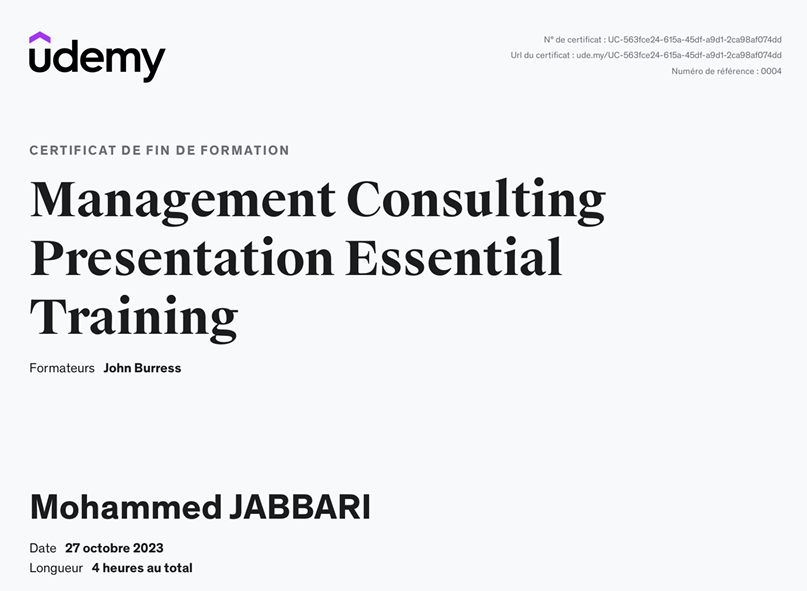 udemy
N° de certificat : UC-563fce24-615a-45df-a9d1-2ca98af074dd
Url du certificat : ude.my/UC-563fce24-615a-45df-a9d1-2ca98af074dd
Numéro de référence : 0004
CERTIFICAT DE FIN DE FORMATION
Management Consulting
Presentation Essential
Training
Formateurs John Burress
Mohammed JABBARI
Date 27 octobre 2023
Longueur 4 heures au total